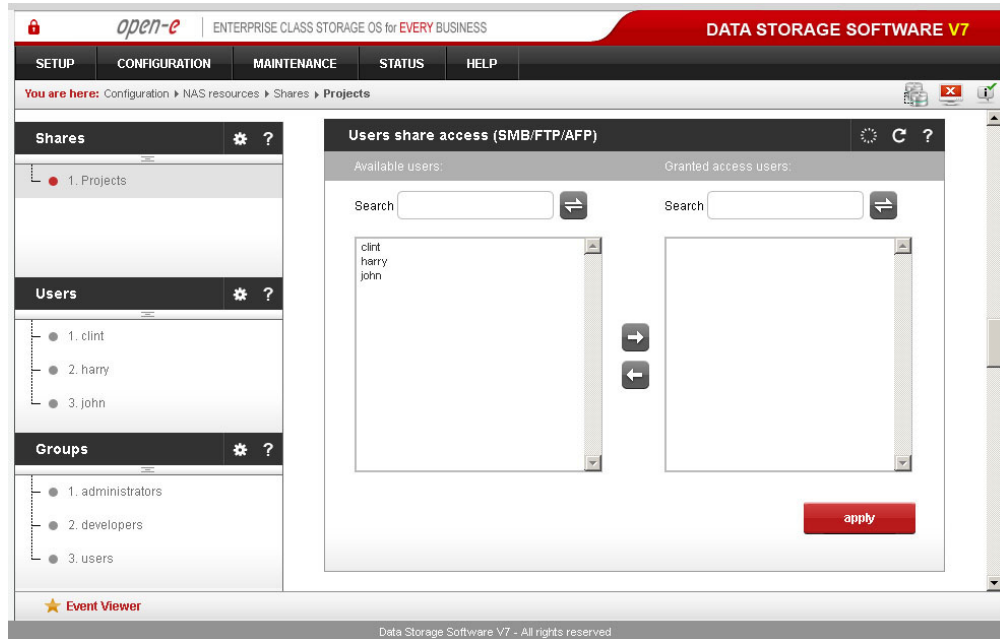 open-e ENTERPRISE CLASS STORAGE OS for EVERY BUSINESS DATA STORAGE SOFTWARE V7
SETUP CONFIGURATION MAINTENANCE STATUS HELP
You are here: Configuration NAS resources Shares Projects
Shares ?
1. Projects
Users ?
1. clint
2. harry
3. john
Groups ?
1. administrators
2. developers
3. users
Users share access (SMB/FTP/AFP) ?
Available users: Granted access users:
Search Search
clint
harry
john
apply
Event Viewer
Data Storage Software V7 - All rights reserved